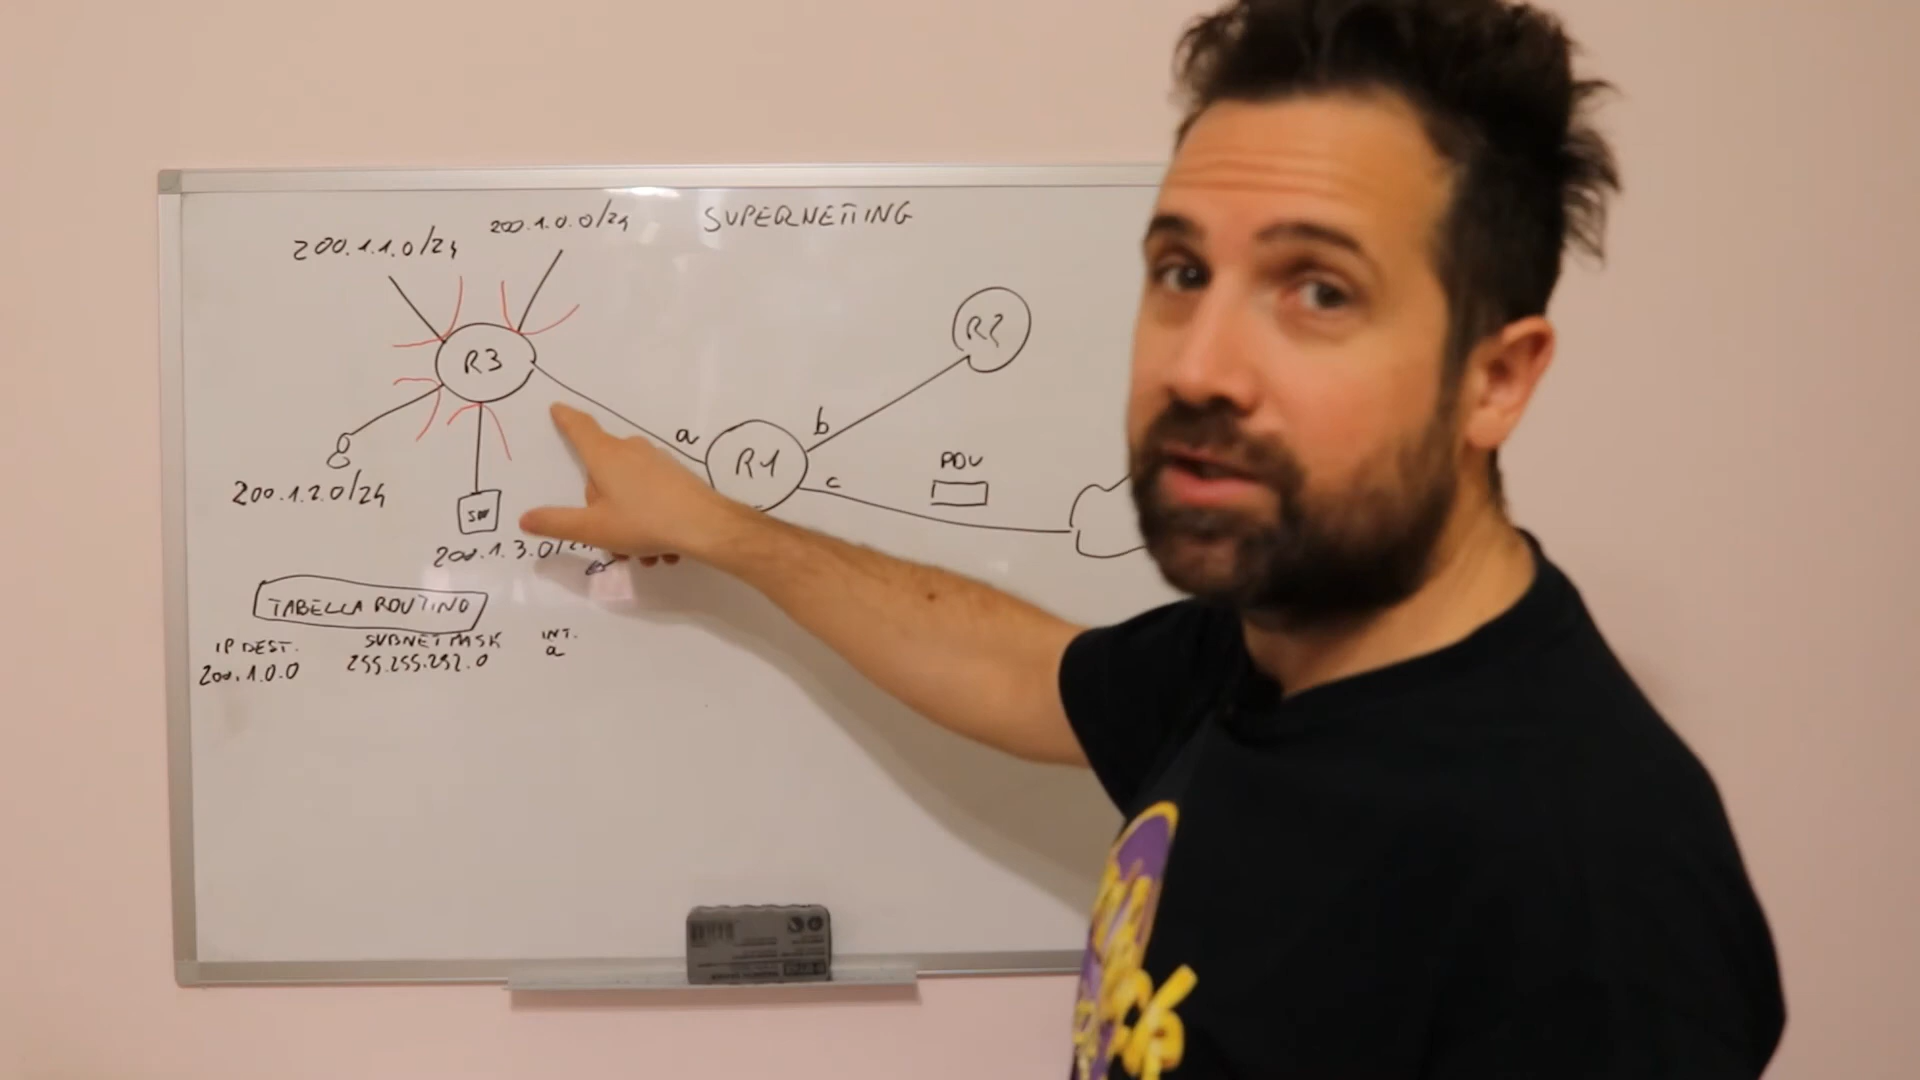 SUPERNETTING
200.1.0.0/24
200.1.1.0/24
R3
R2
a
b
R1
c
PDU
200.1.2.0/24
SW
200.1.3.0/24
TABELLA ROUTING
IP DEST. SUBNET MASK INT.
200.1.0.0 255.255.252.0 a